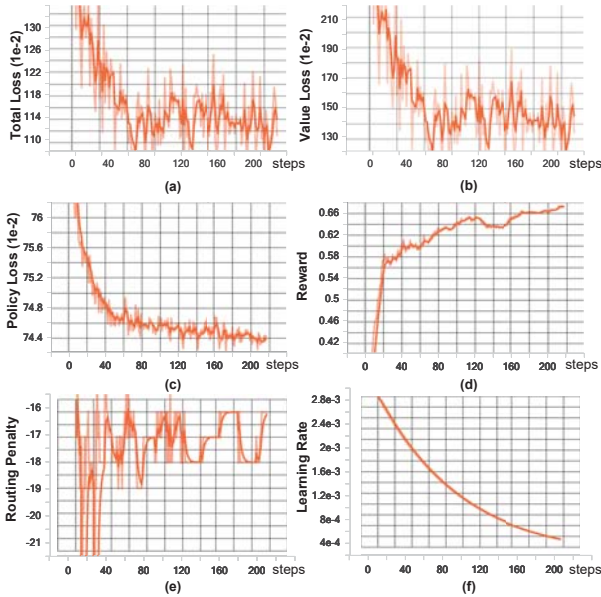 Total Loss (1e-2)
130
126
122
118
114
110
0 40 80 120 160 200 steps
(a)
Value Loss (1e-2)
210
190
170
150
130
0 40 80 120 160 200 steps
(b)
Policy Loss (1e-2)
76
75.6
75.2
74.8
74.4
0 40 80 120 160 200 steps
(c)
Reward
0.66
0.62
0.58
0.54
0.5
0.46
0.42
0 40 80 120 160 200 steps
(d)
Routing Penalty
-16
-17
-18
-19
-20
-21
0 40 80 120 160 200 steps
(e)
Learning Rate
2.8e-3
2.4e-3
2e-3
1.6e-3
1.2e-3
8e-4
4e-4
0 40 80 120 160 200 steps
(f)